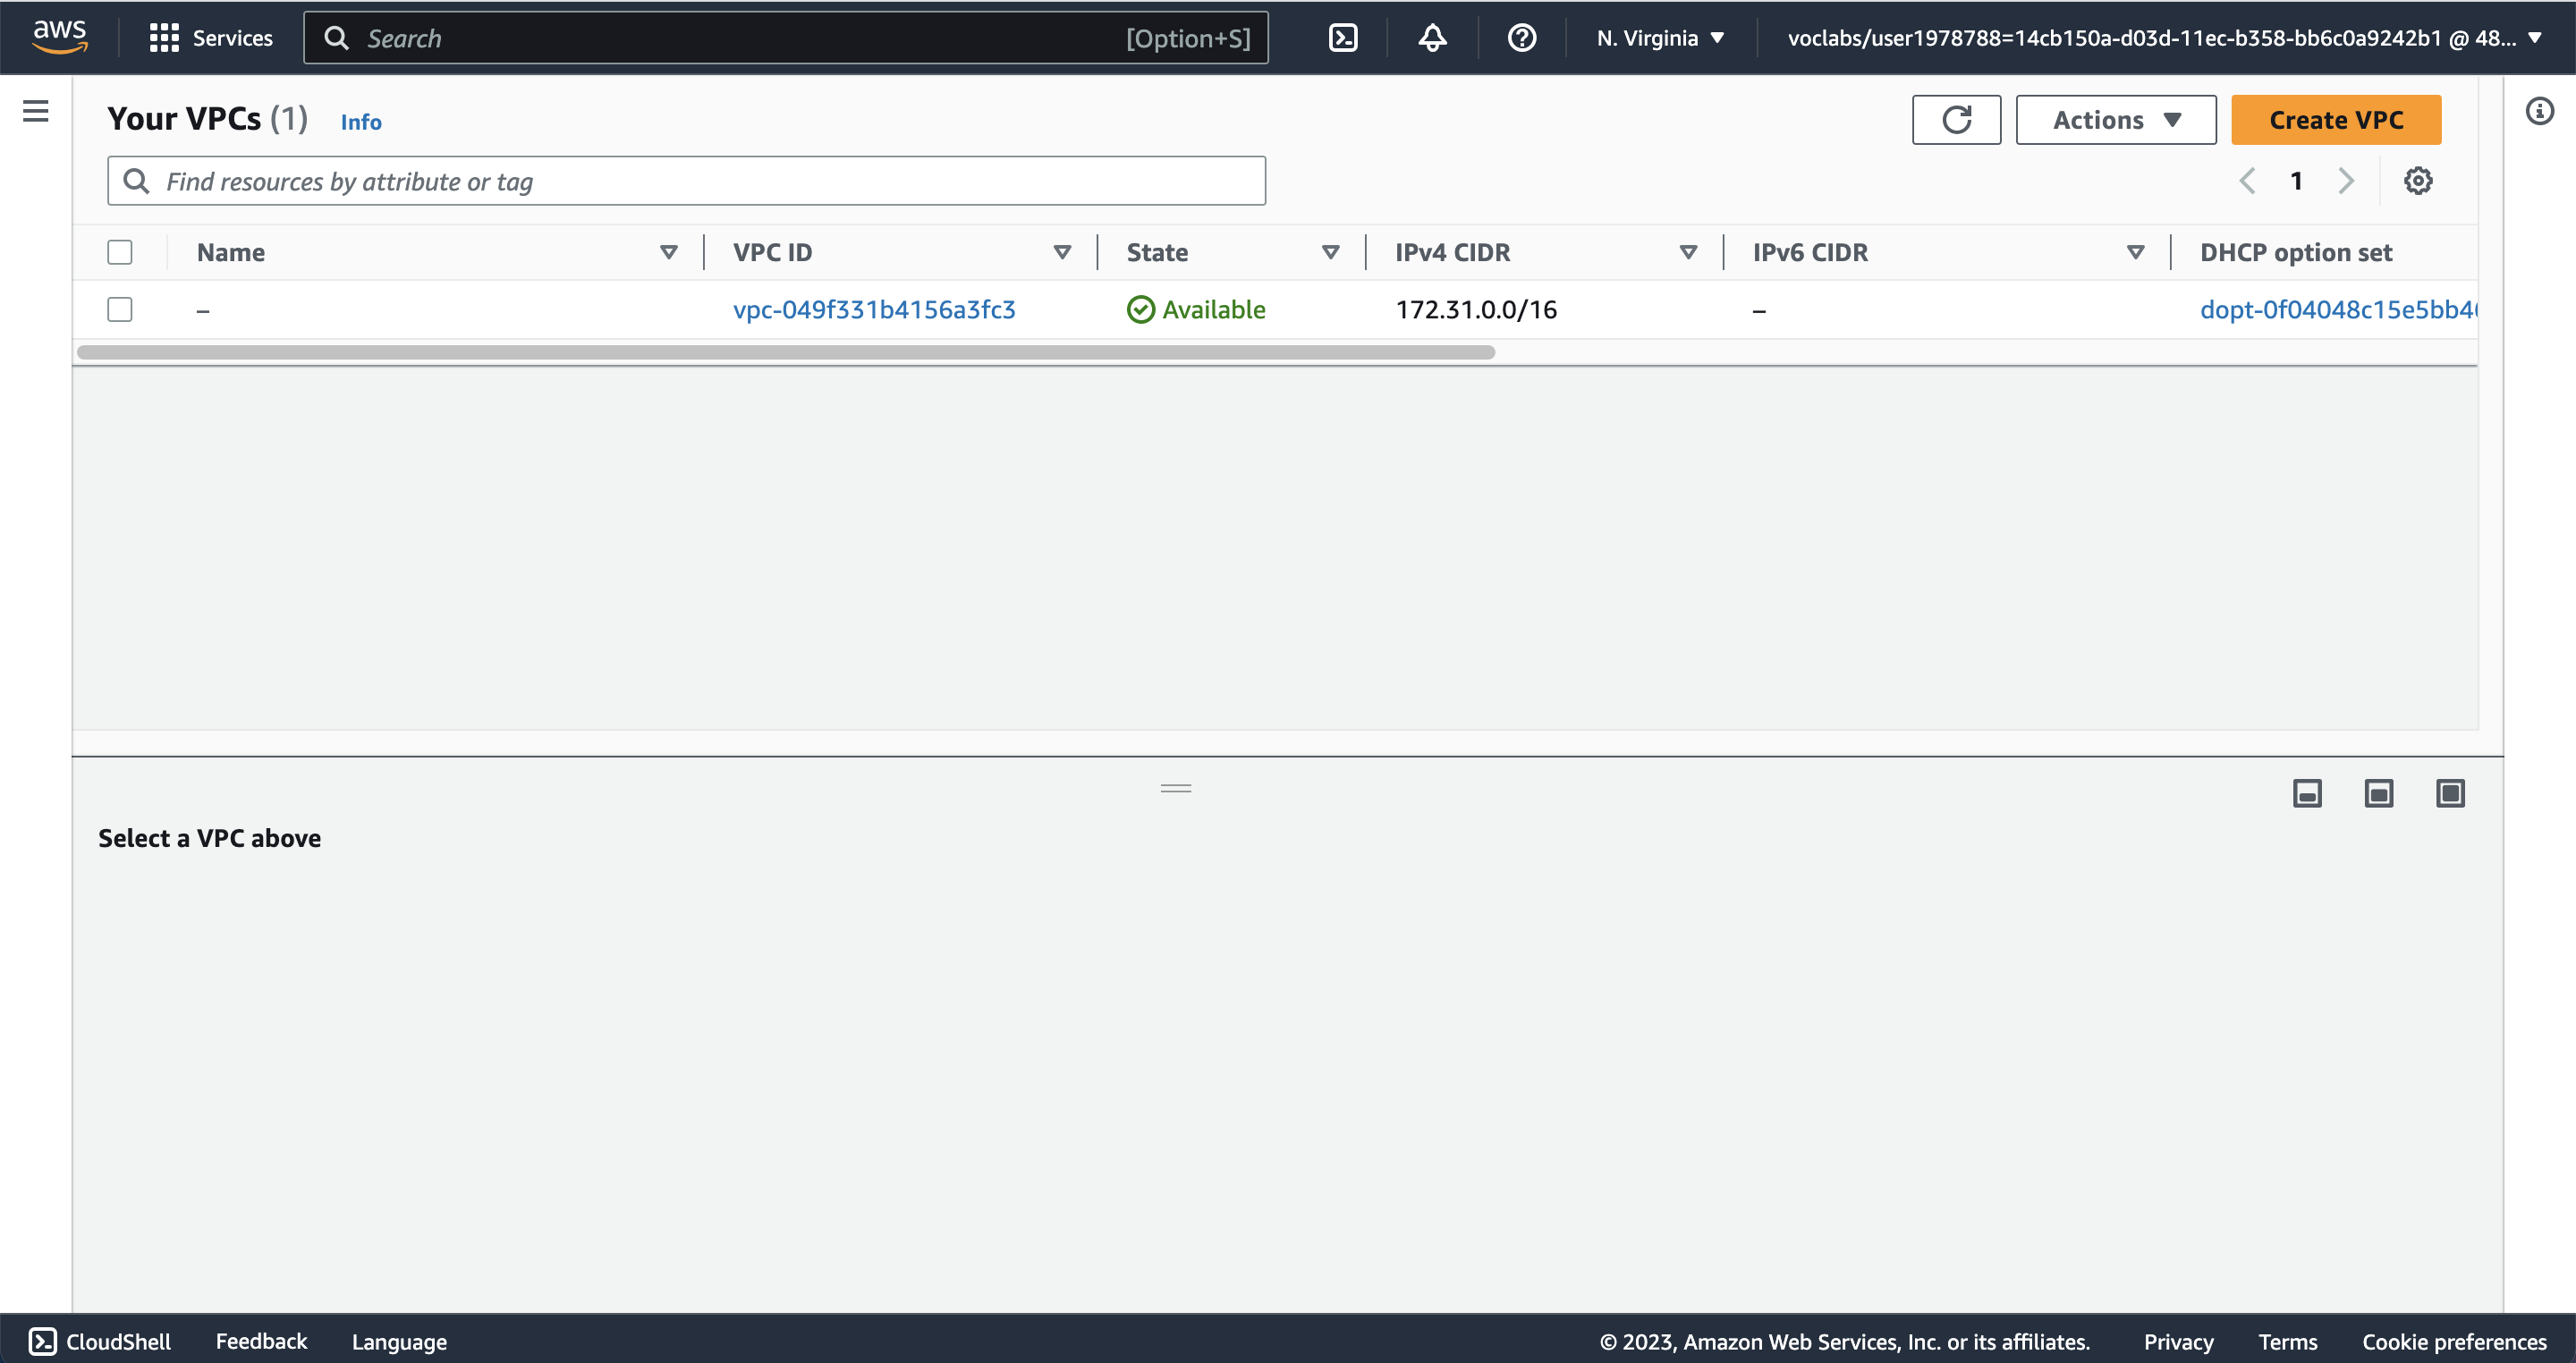 aws Services Search [Option+S] N. Virginia voclabs/user1978788=14cb150a-d03d-11ec-b358-bb6c0a9242b1 @ 48...
Your VPCs (1) Info Actions Create VPC
Find resources by attribute or tag 1
Name VPC ID State IPv4 CIDR IPv6 CIDR DHCP option set
– vpc-049f331b4156a3fc3 Available 172.31.0.0/16 – dopt-0f04048c15e5bb4
Select a VPC above
CloudShell Feedback Language © 2023, Amazon Web Services, Inc. or its affiliates. Privacy Terms Cookie preferences